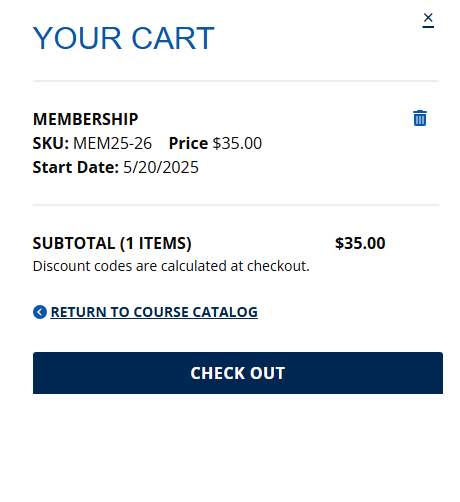 ×
YOUR CART
MEMBERSHIP
SKU: MEM25-26 Price $35.00
Start Date: 5/20/2025
SUBTOTAL (1 ITEMS) $35.00
Discount codes are calculated at checkout.
RETURN TO COURSE CATALOG
CHECK OUT